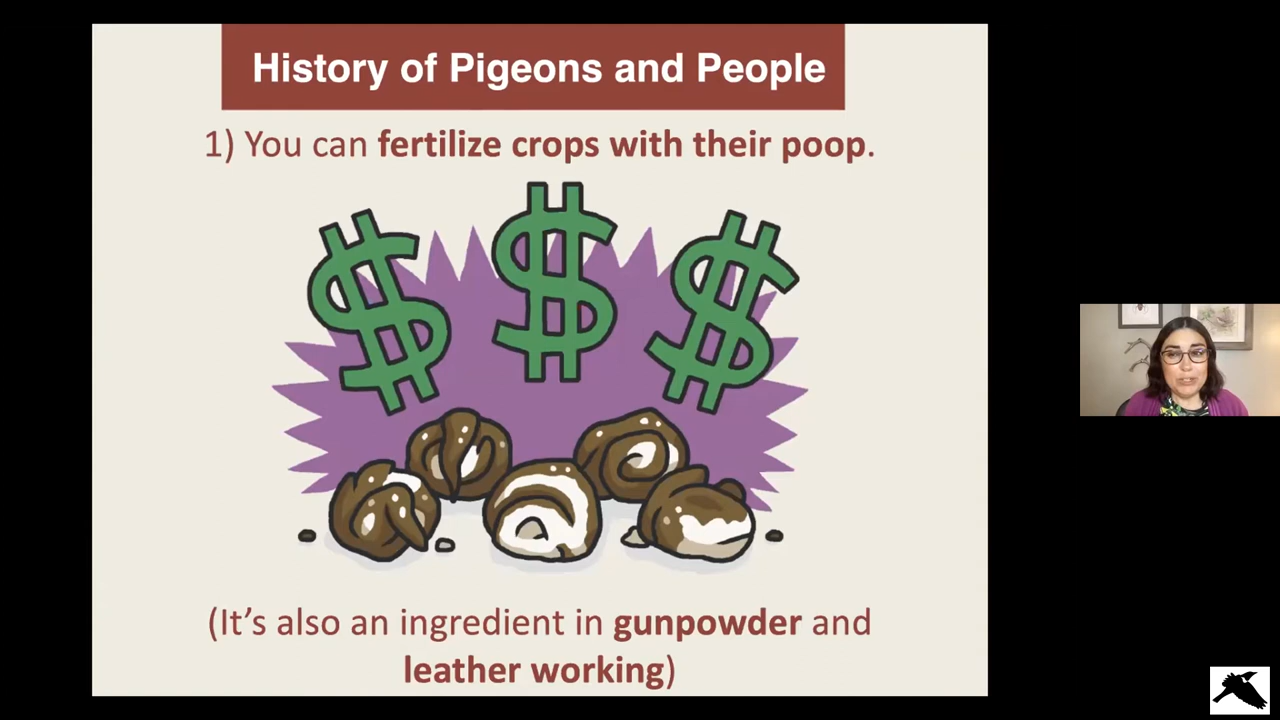 History of Pigeons and People
1) You can fertilize crops with their poop.
$ $ $
(It’s also an ingredient in gunpowder and
leather working)